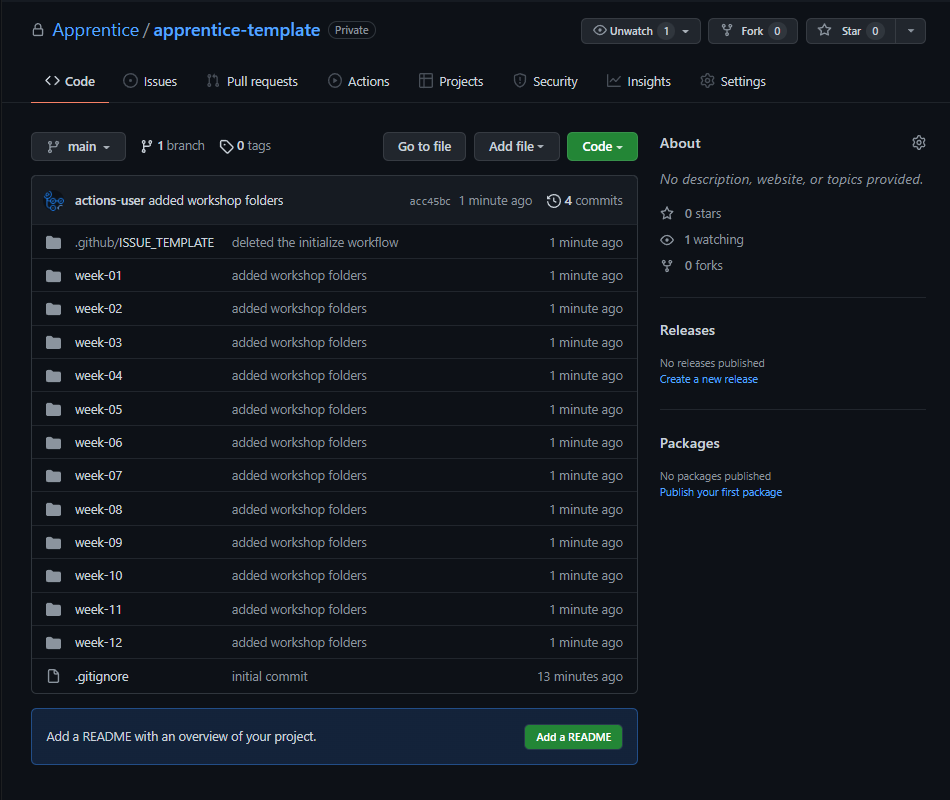 Apprentice / apprentice-template Private
Unwatch 1 Fork 0 Star 0
Code Issues Pull requests Actions Projects Security Insights Settings
main 1 branch 0 tags Go to file Add file Code
actions-user added workshop folders acc45bc 1 minute ago 4 commits
.github/ISSUE_TEMPLATE deleted the initialize workflow 1 minute ago
week-01 added workshop folders 1 minute ago
week-02 added workshop folders 1 minute ago
week-03 added workshop folders 1 minute ago
week-04 added workshop folders 1 minute ago
week-05 added workshop folders 1 minute ago
week-06 added workshop folders 1 minute ago
week-07 added workshop folders 1 minute ago
week-08 added workshop folders 1 minute ago
week-09 added workshop folders 1 minute ago
week-10 added workshop folders 1 minute ago
week-11 added workshop folders 1 minute ago
week-12 added workshop folders 1 minute ago
.gitignore initial commit 13 minutes ago
Add a README with an overview of your project. Add a README
About
No description, website, or topics provided.
0 stars
1 watching
0 forks
Releases
No releases published
Create a new release
Packages
No packages published
Publish your first package